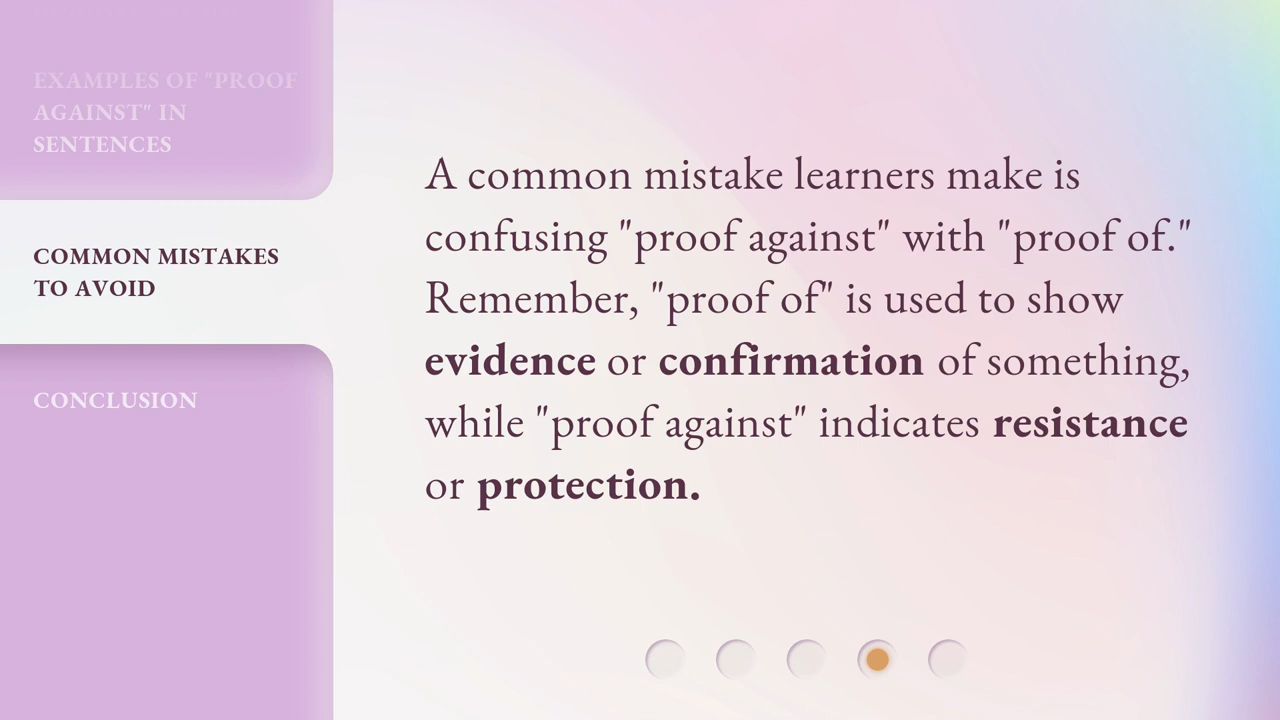 EXAMPLES OF "PROOF
AGAINST" IN
SENTENCES
COMMON MISTAKES
TO AVOID
CONCLUSION
A common mistake learners make is
confusing "proof against" with "proof of."
Remember, "proof of" is used to show
evidence or confirmation of something,
while "proof against" indicates resistance
or protection.